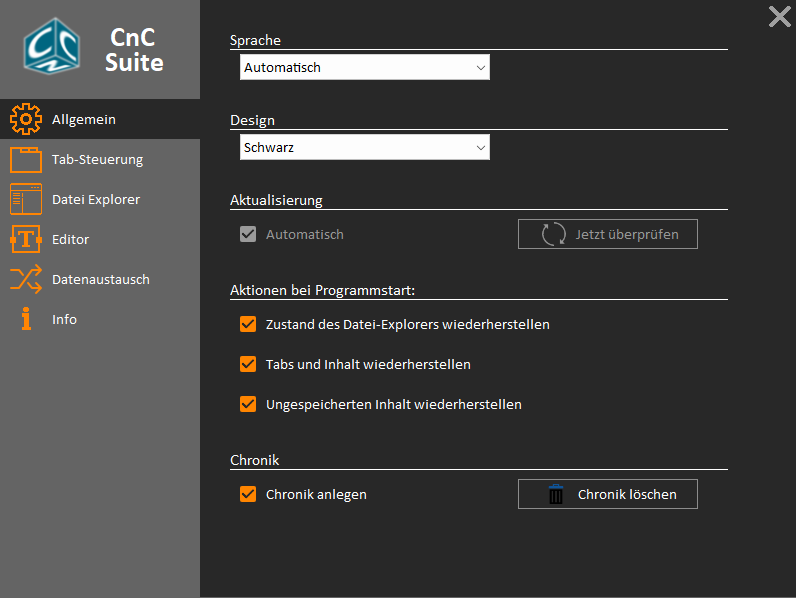 CnC
Suite
Allgemein
Tab-Steuerung
Datei Explorer
Editor
Datenaustausch
Info
Sprache
Automatisch
Design
Schwarz
Aktualisierung
Automatisch
Jetzt überprüfen
Aktionen bei Programmstart:
Zustand des Datei-Explorers wiederherstellen
Tabs und Inhalt wiederherstellen
Ungespeicherten Inhalt wiederherstellen
Chronik
Chronik anlegen
Chronik löschen